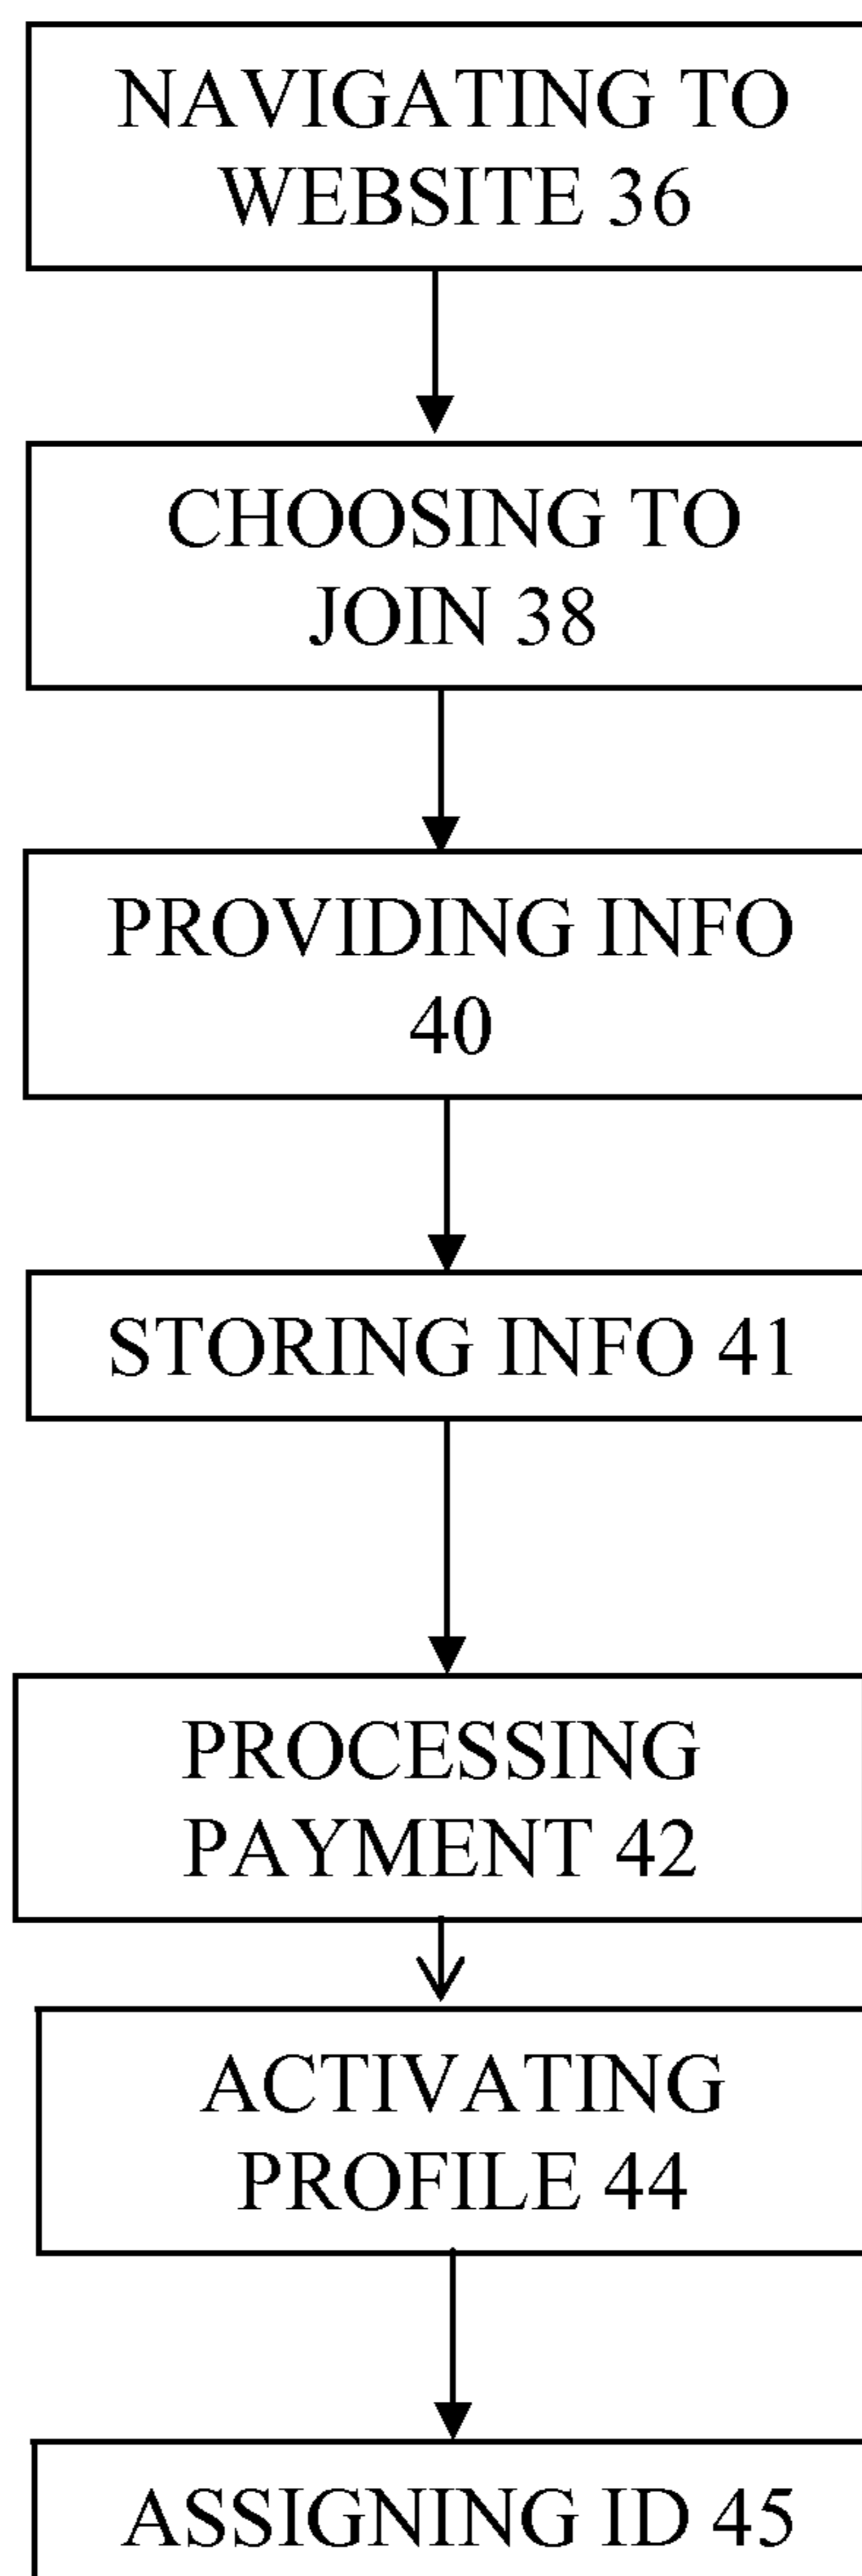 NAVIGATING TO
WEBSITE 36
CHOOSING TO
JOIN 38
PROVIDING INFO
40
STORING INFO 41
PROCESSING
PAYMENT 42
ACTIVATING
PROFILE 44
ASSIGNING ID 45